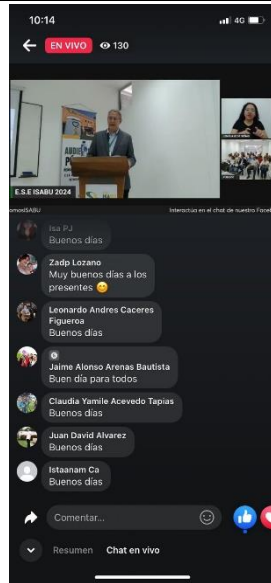 10:14
4G
EN VIVO
130
E.S.E ISABU 2024
omosISABU
Interactúa en el chat de nuestro Faceb
Isa PJ
Buenos días
Zadp Lozano
Muy buenos días a los
presentes 😊
Leonardo Andres Caceres
Figueroa
Buenos días
Jaime Alonso Arenas Bautista
Buen día para todos
Claudia Yamile Acevedo Tapias
Buenos días
Juan David Alvarez
Buenos días
Istaanam Ca
Buenos días
Comentar...
Resumen
Chat en vivo